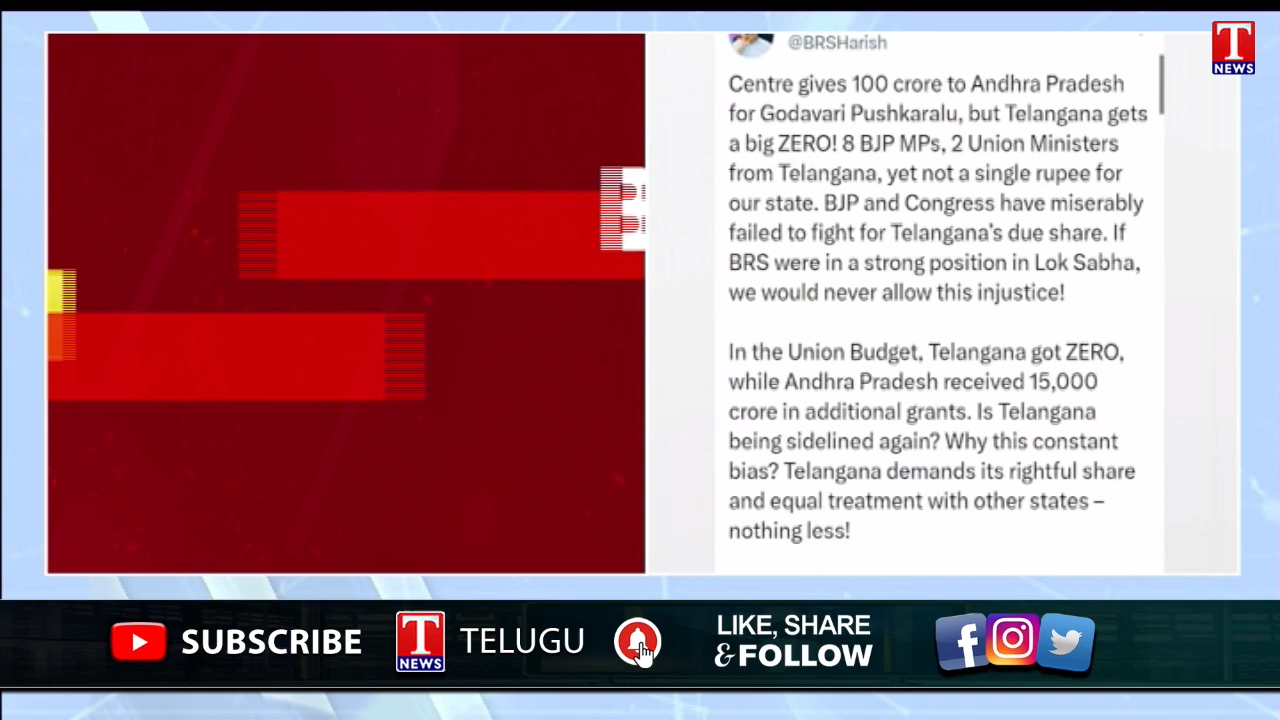 T
NEWS
@BRSHarish
Centre gives 100 crore to Andhra Pradesh
for Godavari Pushkaralu, but Telangana gets
a big ZERO! 8 BJP MPs, 2 Union Ministers
from Telangana, yet not a single rupee for
our state. BJP and Congress have miserably
failed to fight for Telangana's due share. If
BRS were in a strong position in Lok Sabha,
we would never allow this injustice!
In the Union Budget, Telangana got ZERO,
while Andhra Pradesh received 15,000
crore in additional grants. Is Telangana
being sidelined again? Why this constant
bias? Telangana demands its rightful share
and equal treatment with other states –
nothing less!
SUBSCRIBE
T
NEWS
TELUGU
LIKE, SHARE
& FOLLOW